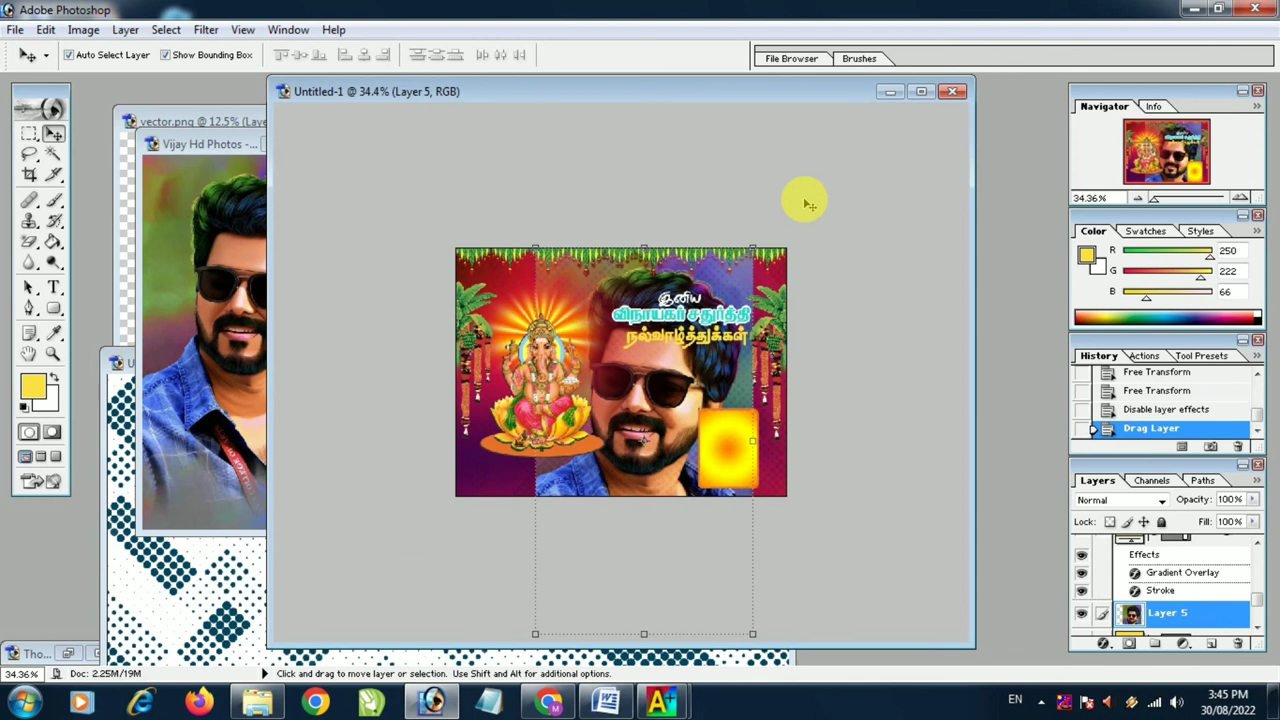 Adobe Photoshop
File Edit Image Layer Select Filter View Window Help
Auto Select Layer Show Bounding Box File Browser Brushes
Untitled-1 @ 34.4% (Layer 5, RGB)
vector.png @ 12.5% (Laye
Vijay Hd Photos -...
Navigator Info
34.36%
Color Swatches Styles
R 250
G 222
B 66
History Actions Tool Presets
Free Transform
Free Transform
Disable layer effects
Drag Layer
Layers Channels Paths
Normal Opacity: 100%
Lock: Fill: 100%
Effects
Gradient Overlay
Stroke
Layer 5
இனிய
விநாயகர் சதுர்த்தி
நல்வாழ்த்துக்கள்
U
Tho...
34.36% Doc: 2.25M/19M Click and drag to move layer or selection. Use Shift and Alt for additional options.
EN 3:45 PM
30/08/2022